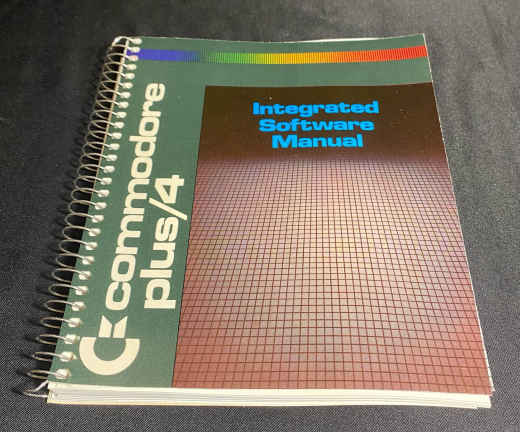 commodore
plus/4
Integrated
Software
Manual